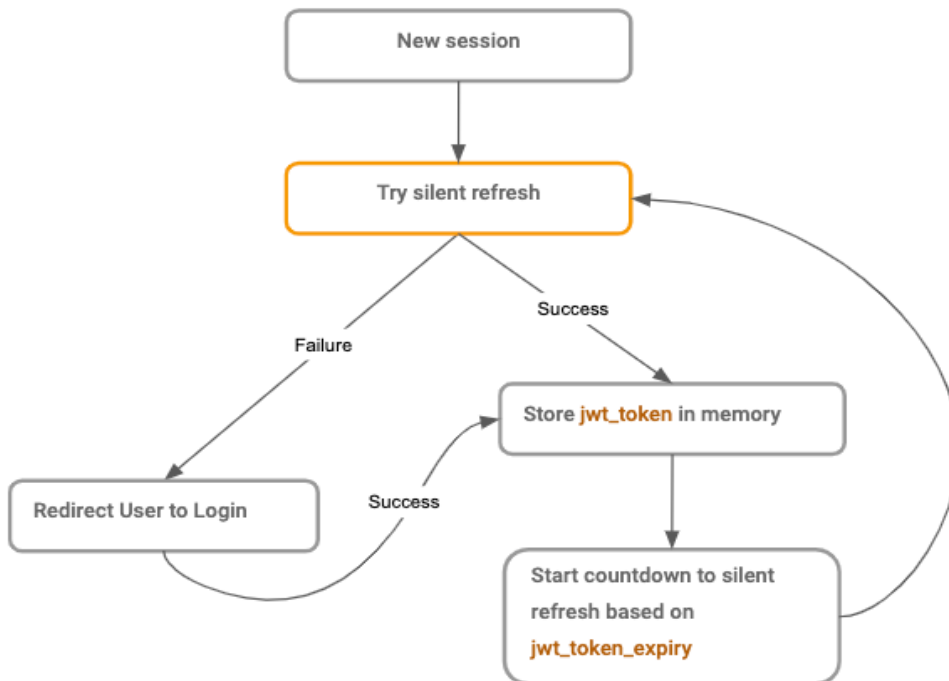 New session
Try silent refresh
Success
Failure
Store jwt_token in memory
Redirect User to Login
Success
Start countdown to silent
refresh based on
jwt_token_expiry